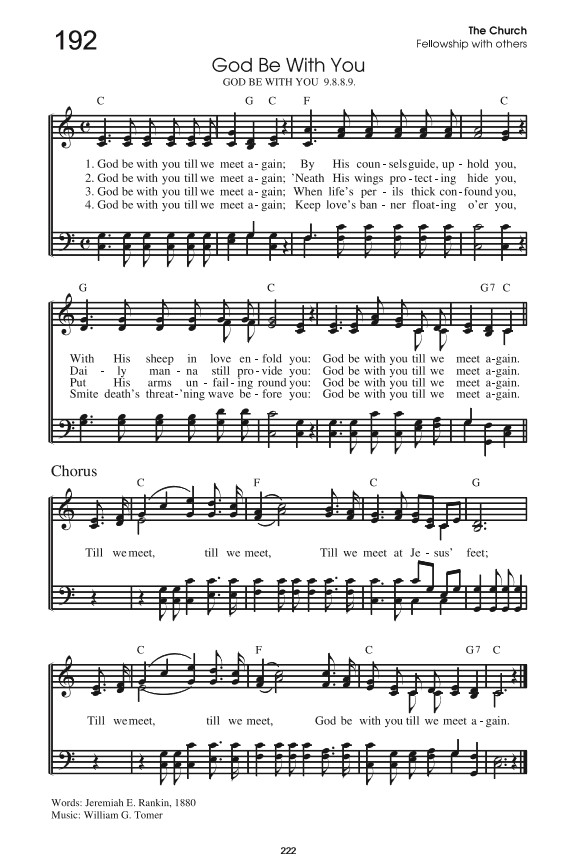 192
The Church
Fellowship with others
God Be With You
GOD BE WITH YOU 9.8.8.9.
C G C F C
1. God be with you till we meet a - gain; By His coun - sels guide, up - hold you,
2. God be with you till we meet a - gain; 'Neath His wings pro - tect - ing hide you,
3. God be with you till we meet a - gain; When life's per - ils thick con - found you,
4. God be with you till we meet a - gain; Keep love's ban - ner float - ing o'er you,
G C G7 C
With His sheep in love en - fold you: God be with you till we meet a-gain.
Dai - ly man - na still pro - vide you: God be with you till we meet a-gain.
Put His arms un - fail - ing round you: God be with you till we meet a-gain.
Smite death's threat-'ning wave be - fore you: God be with you till we meet a-gain.
Chorus
C F C G
Till we meet, till we meet, Till we meet at Je - sus' feet;
C F C G7 C
Till we meet, till we meet, God be with you till we meet a - gain.
Words: Jeremiah E. Rankin, 1880
Music: William G. Tomer
222